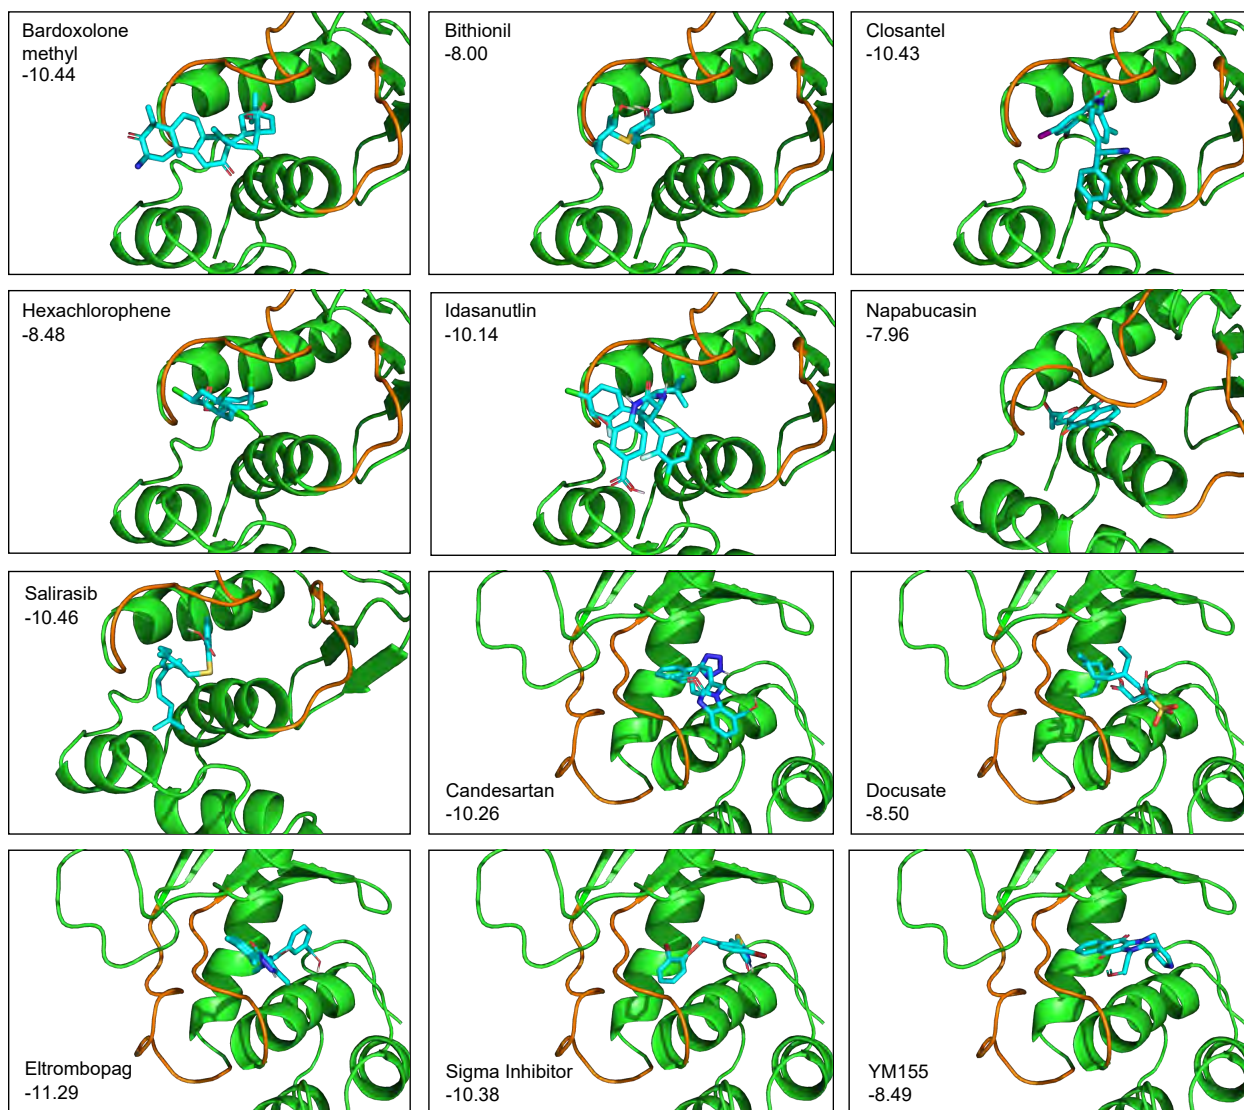 Bardoxolone
methyl
-10.44
Bithionil
-8.00
Closantel
-10.43
Hexachlorophene
-8.48
Idasanutlin
-10.14
Napabucasin
-7.96
Salirasib
-10.46
Candesartan
-10.26
Docusate
-8.50
Eltrombopag
-11.29
Sigma Inhibitor
-10.38
YM155
-8.49